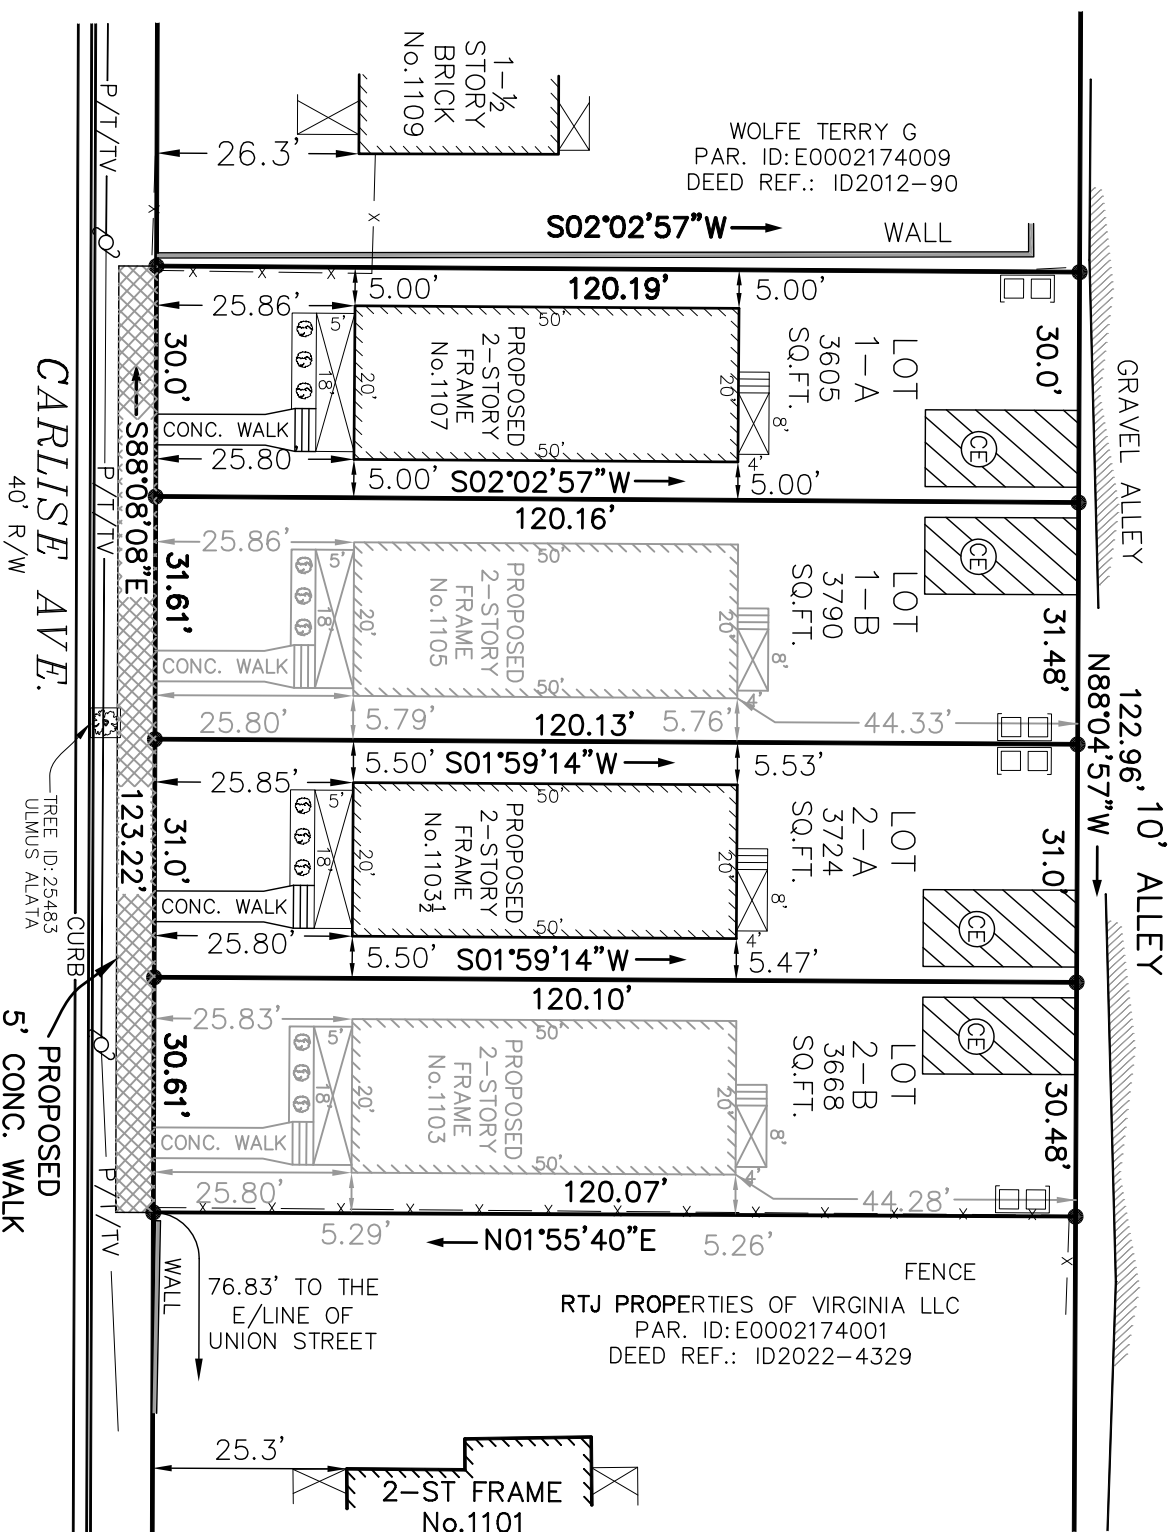 1-½
STORY
BRICK
No.1109
WOLFE TERRY G
PAR. ID:E0002174009
DEED REF.: ID2012-90
26.3'
P/T/TV
S02°02'57"W
WALL
GRAVEL ALLEY
5.00'
120.19'
5.00'
25.86'
30.0'
5'
18'
50'
20'
PROPOSED
2-STORY
FRAME
No.1107
50'
20'
8'
4'
LOT
1-A
3605
SQ.FT.
30.0'
CE
CONC. WALK
25.80
5.00'
S02°02'57"W
5.00'
120.16'
S88°08'08"E
P/T/TV
CARLISE AVE.
40' R/W
25.86'
31.61'
5'
18'
50'
20'
PROPOSED
2-STORY
FRAME
No.1105
50'
20'
8'
4'
LOT
1-B
3790
SQ.FT.
31.48'
CE
CONC. WALK
25.80'
5.79'
5.76'
44.33'
120.13'
N88°04'57"W
122.96'
10' ALLEY
5.50'
S01°59'14"W
5.53'
25.85'
31.0'
5'
18'
50'
20'
PROPOSED
2-STORY
FRAME
No.1103½
20'
8'
4'
LOT
2-A
3724
SQ.FT.
31.0'
CE
CONC. WALK
25.80'
5.50'
S01°59'14"W
5.47'
120.10'
123.22'
TREE ID:25483
ULMUS ALATA
CURB
PROPOSED
5' CONC. WALK
25.83'
30.61'
5'
18'
50'
20'
PROPOSED
2-STORY
FRAME
No.1103
50'
20'
8'
4'
LOT
2-B
3668
SQ.FT.
30.48'
CE
CONC. WALK
25.80'
120.07'
44.28'
5.29'
N01°55'40"E
5.26'
P/T/TV
WALL
76.83' TO THE
E/LINE OF
UNION STREET
FENCE
RTJ PROPERTIES OF VIRGINIA LLC
PAR. ID:E0002174001
DEED REF.: ID2022-4329
25.3'
2-ST FRAME
No.1101